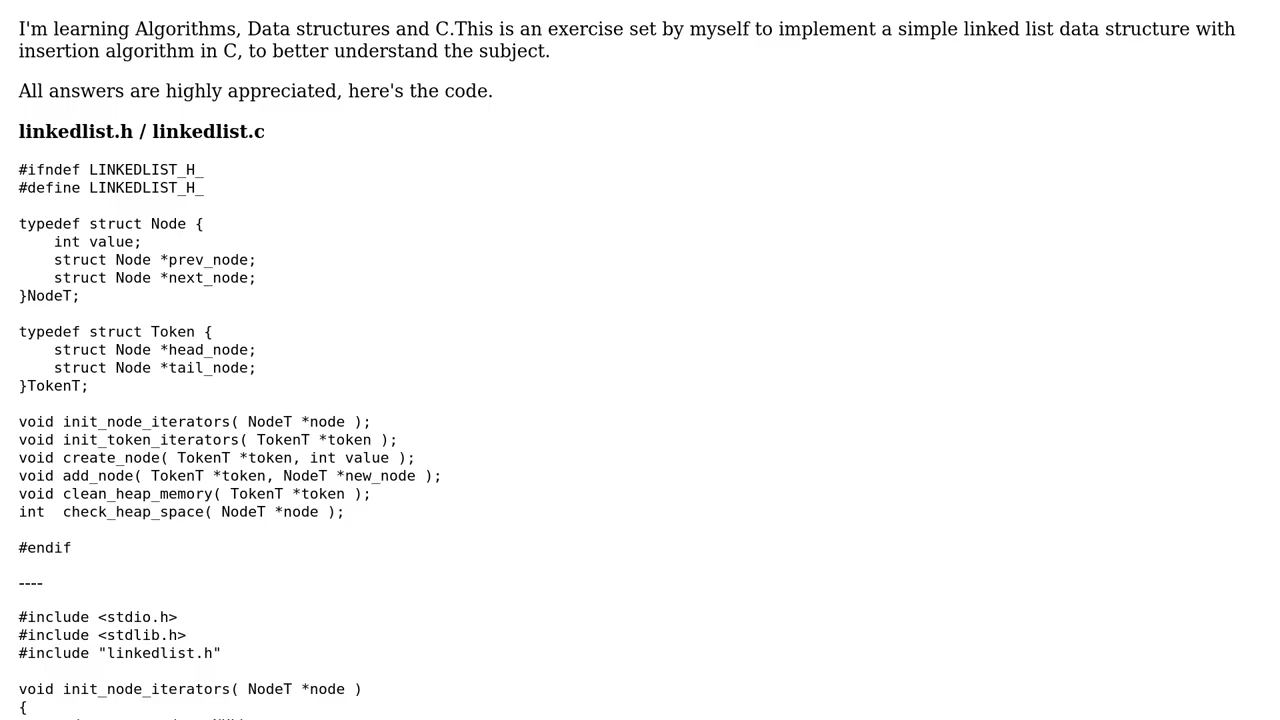 I'm learning Algorithms, Data structures and C.This is an exercise set by myself to implement a simple linked list data structure with
insertion algorithm in C, to better understand the subject.
All answers are highly appreciated, here's the code.
linkedlist.h / linkedlist.c
#ifndef LINKEDLIST_H_
#define LINKEDLIST_H_
typedef struct Node {
    int value;
    struct Node *prev_node;
    struct Node *next_node;
}NodeT;
typedef struct Token {
    struct Node *head_node;
    struct Node *tail_node;
}TokenT;
void init_node_iterators( NodeT *node );
void init_token_iterators( TokenT *token );
void create_node( TokenT *token, int value );
void add_node( TokenT *token, NodeT *new_node );
void clean_heap_memory( TokenT *token );
int  check_heap_space( NodeT *node );
#endif
----
#include <stdio.h>
#include <stdlib.h>
#include "linkedlist.h"
void init_node_iterators( NodeT *node )
{